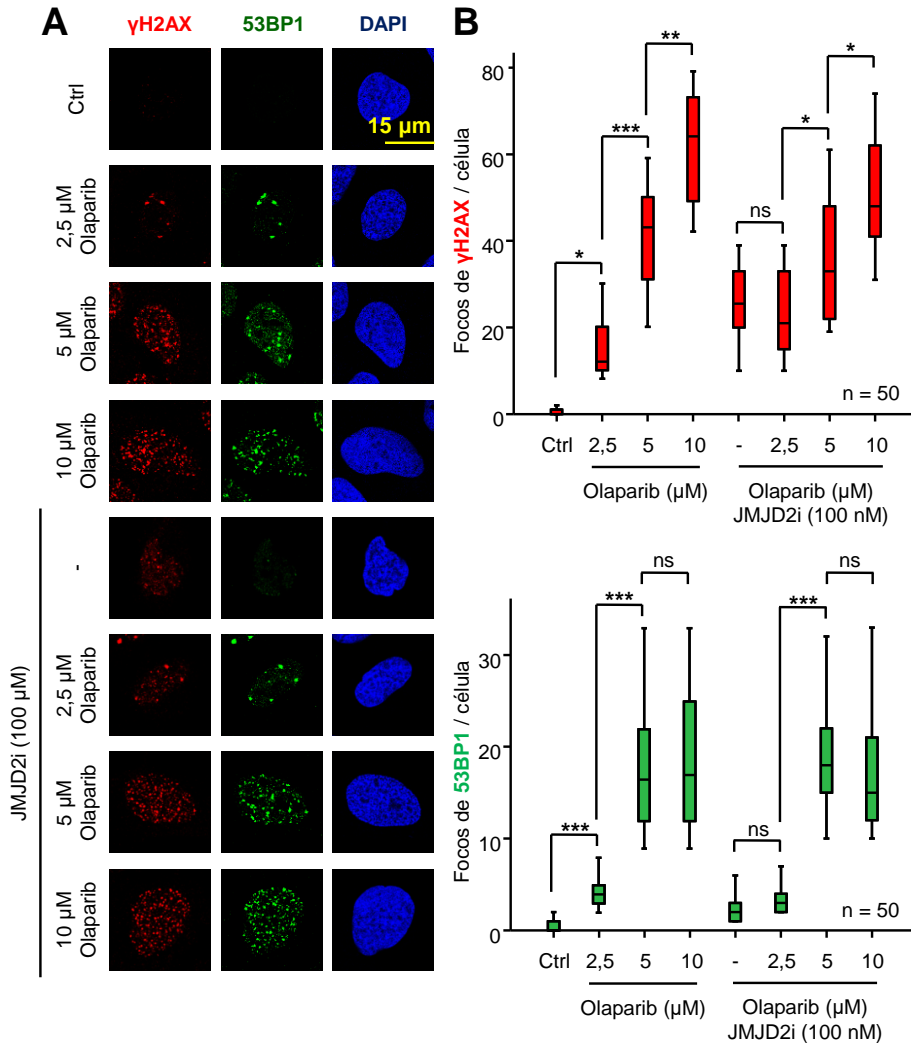 A
γH2AX
53BP1
DAPI
Ctrl
15 µm
2,5 µM
Olaparib
5 µM
Olaparib
10 µM
Olaparib
JMJD2i (100 µM)
-
2,5 µM
Olaparib
5 µM
Olaparib
10 µM
Olaparib
B
Focos de γH2AX / célula
80
60
40
20
0
*
***
**
ns
*
*
n = 50
Ctrl 2,5 5 10 - 2,5 5 10
Olaparib (µM)
Olaparib (µM)
JMJD2i (100 nM)
Focos de 53BP1 / célula
30
20
10
0
***
***
ns
ns
***
ns
n = 50
Ctrl 2,5 5 10 - 2,5 5 10
Olaparib (µM)
Olaparib (µM)
JMJD2i (100 nM)